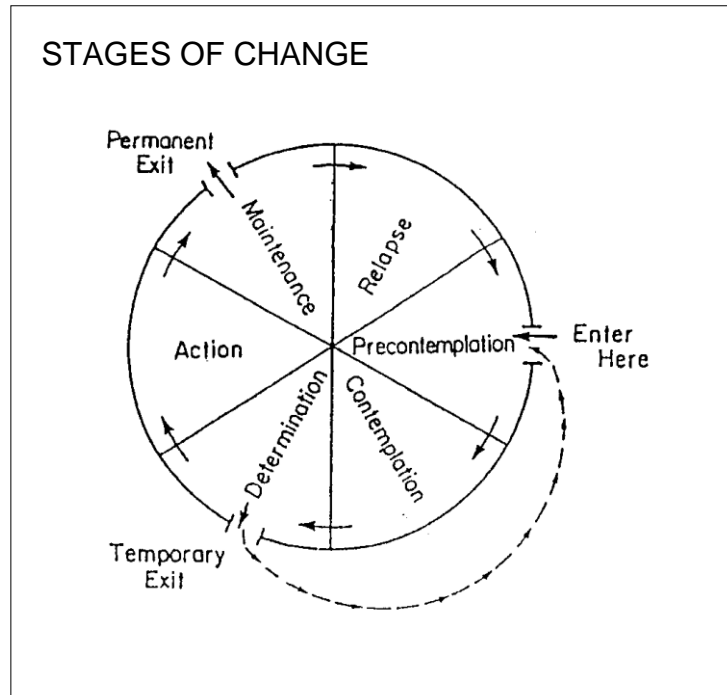 STAGES OF CHANGE
Permanent
Exit
Maintenance
Relapse
Action
Precontemplation
Enter
Here
Determination
Contemplation
Temporary
Exit